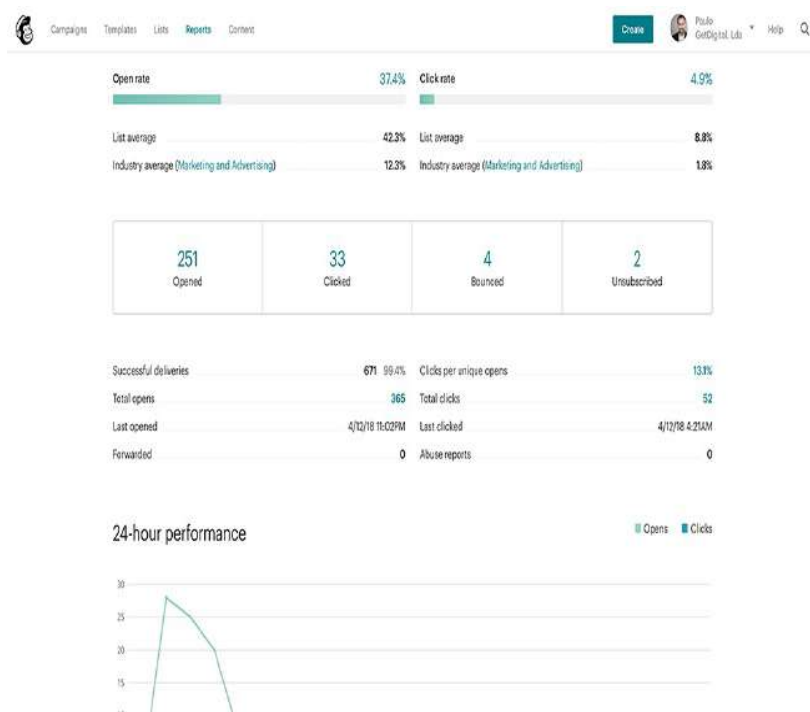 Campaigns Templates Lists Reports Content Create Paulo Help
GetDigital, Lda
Open rate 37.4% Click rate 4.9%
List average 42.3% List average 8.8%
Industry average (Marketing and Advertising) 12.3% Industry average (Marketing and Advertising) 1.8%
251 33 4 2
Opened Clicked Bounced Unsubscribed
Successful deliveries 671 99.4% Clicks per unique opens 13.1%
Total opens 365 Total clicks 52
Last opened 4/12/18 11:02PM Last clicked 4/12/18 4:21AM
Forwarded 0 Abuse reports 0
24-hour performance Opens Clicks
30
25
20
15